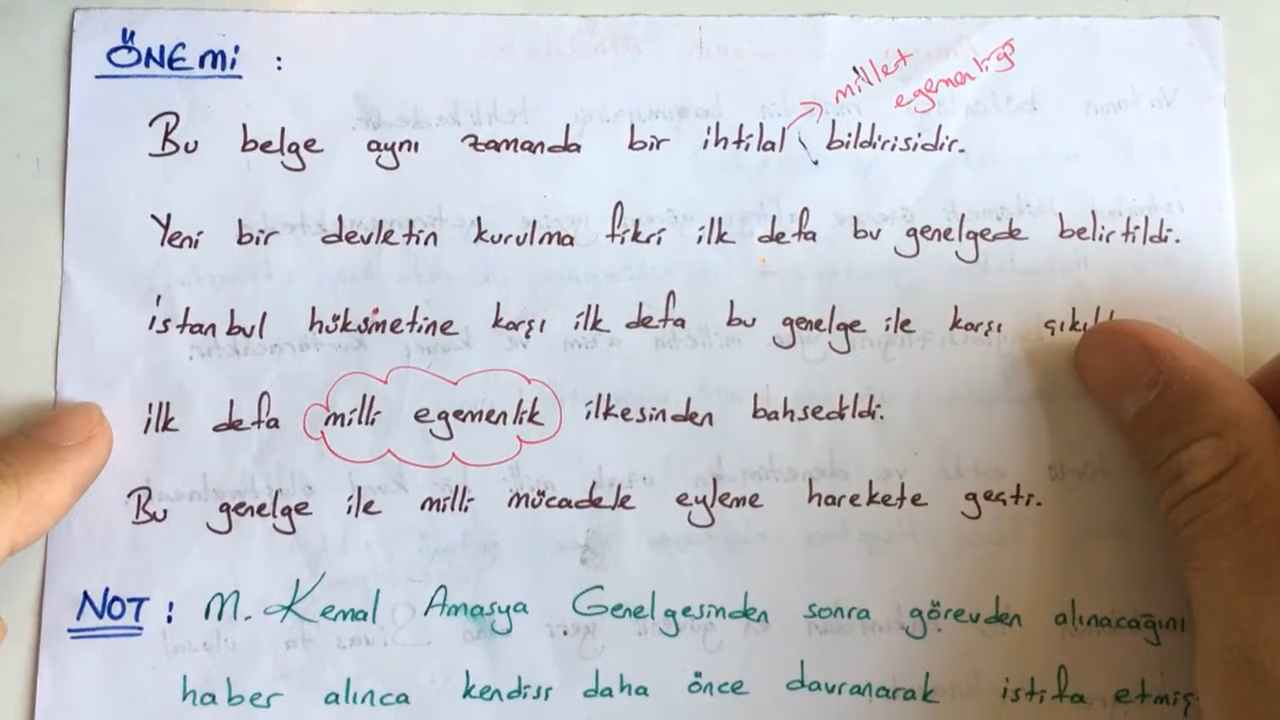 ÖNEMİ :
millet
egemenliği
Bu belge aynı zamanda bir ihtilal bildirisidir.
Yeni bir devletin kurulma fikri ilk defa bu genelgede belirtildi.
İstanbul hükümetine karşı ilk defa bu genelge ile karşı
ilk defa milli egemenlik ilkesinden bahsedildi.
Bu genelge ile milli mücadele eyleme harekete geçti.
NOT : M. Kemal Amasya Genelgesinden sonra görevden alınacağını
haber alınca kendisi daha önce davranarak istifa etmiş